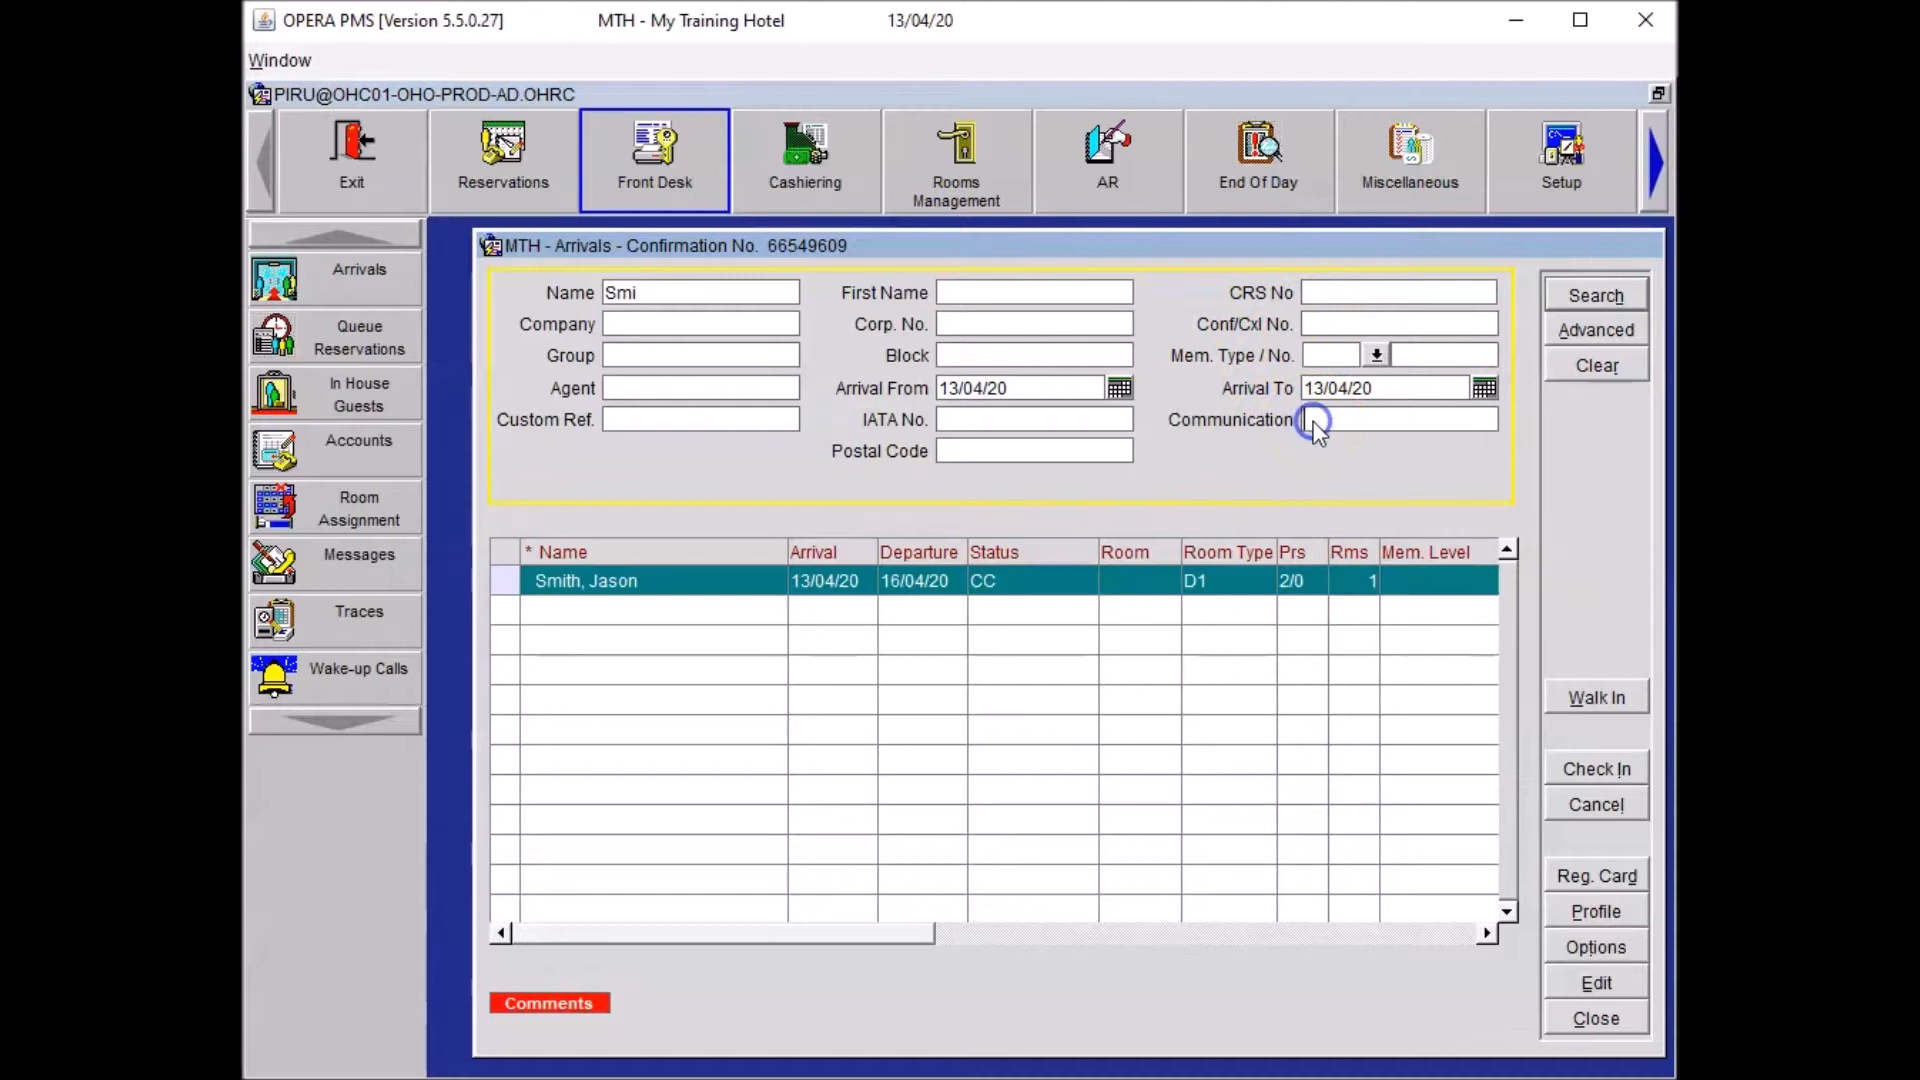 OPERA PMS [Version 5.5.0.27] MTH - My Training Hotel 13/04/20
Window
PIRU@OHC01-OHO-PROD-AD.OHRC
Exit
Reservations
Front Desk
Cashiering
Rooms
Management
AR
End Of Day
Miscellaneous
Setup
Arrivals
Queue
Reservations
In House
Guests
Accounts
Room
Assignment
Messages
Traces
Wake-up Calls
MTH - Arrivals - Confirmation No. 66549609
Name Smi First Name CRS No
Company Corp. No. Conf/Cxl No.
Group Block Mem. Type / No.
Agent Arrival From 13/04/20 Arrival To 13/04/20
Custom Ref. IATA No. Communication
Postal Code
* Name Arrival Departure Status Room Room Type Prs Rms Mem. Level
Smith, Jason 13/04/20 16/04/20 CC D1 2/0 1
Comments
Search
Advanced
Clear
Walk In
Check In
Cancel
Reg. Card
Profile
Options
Edit
Close